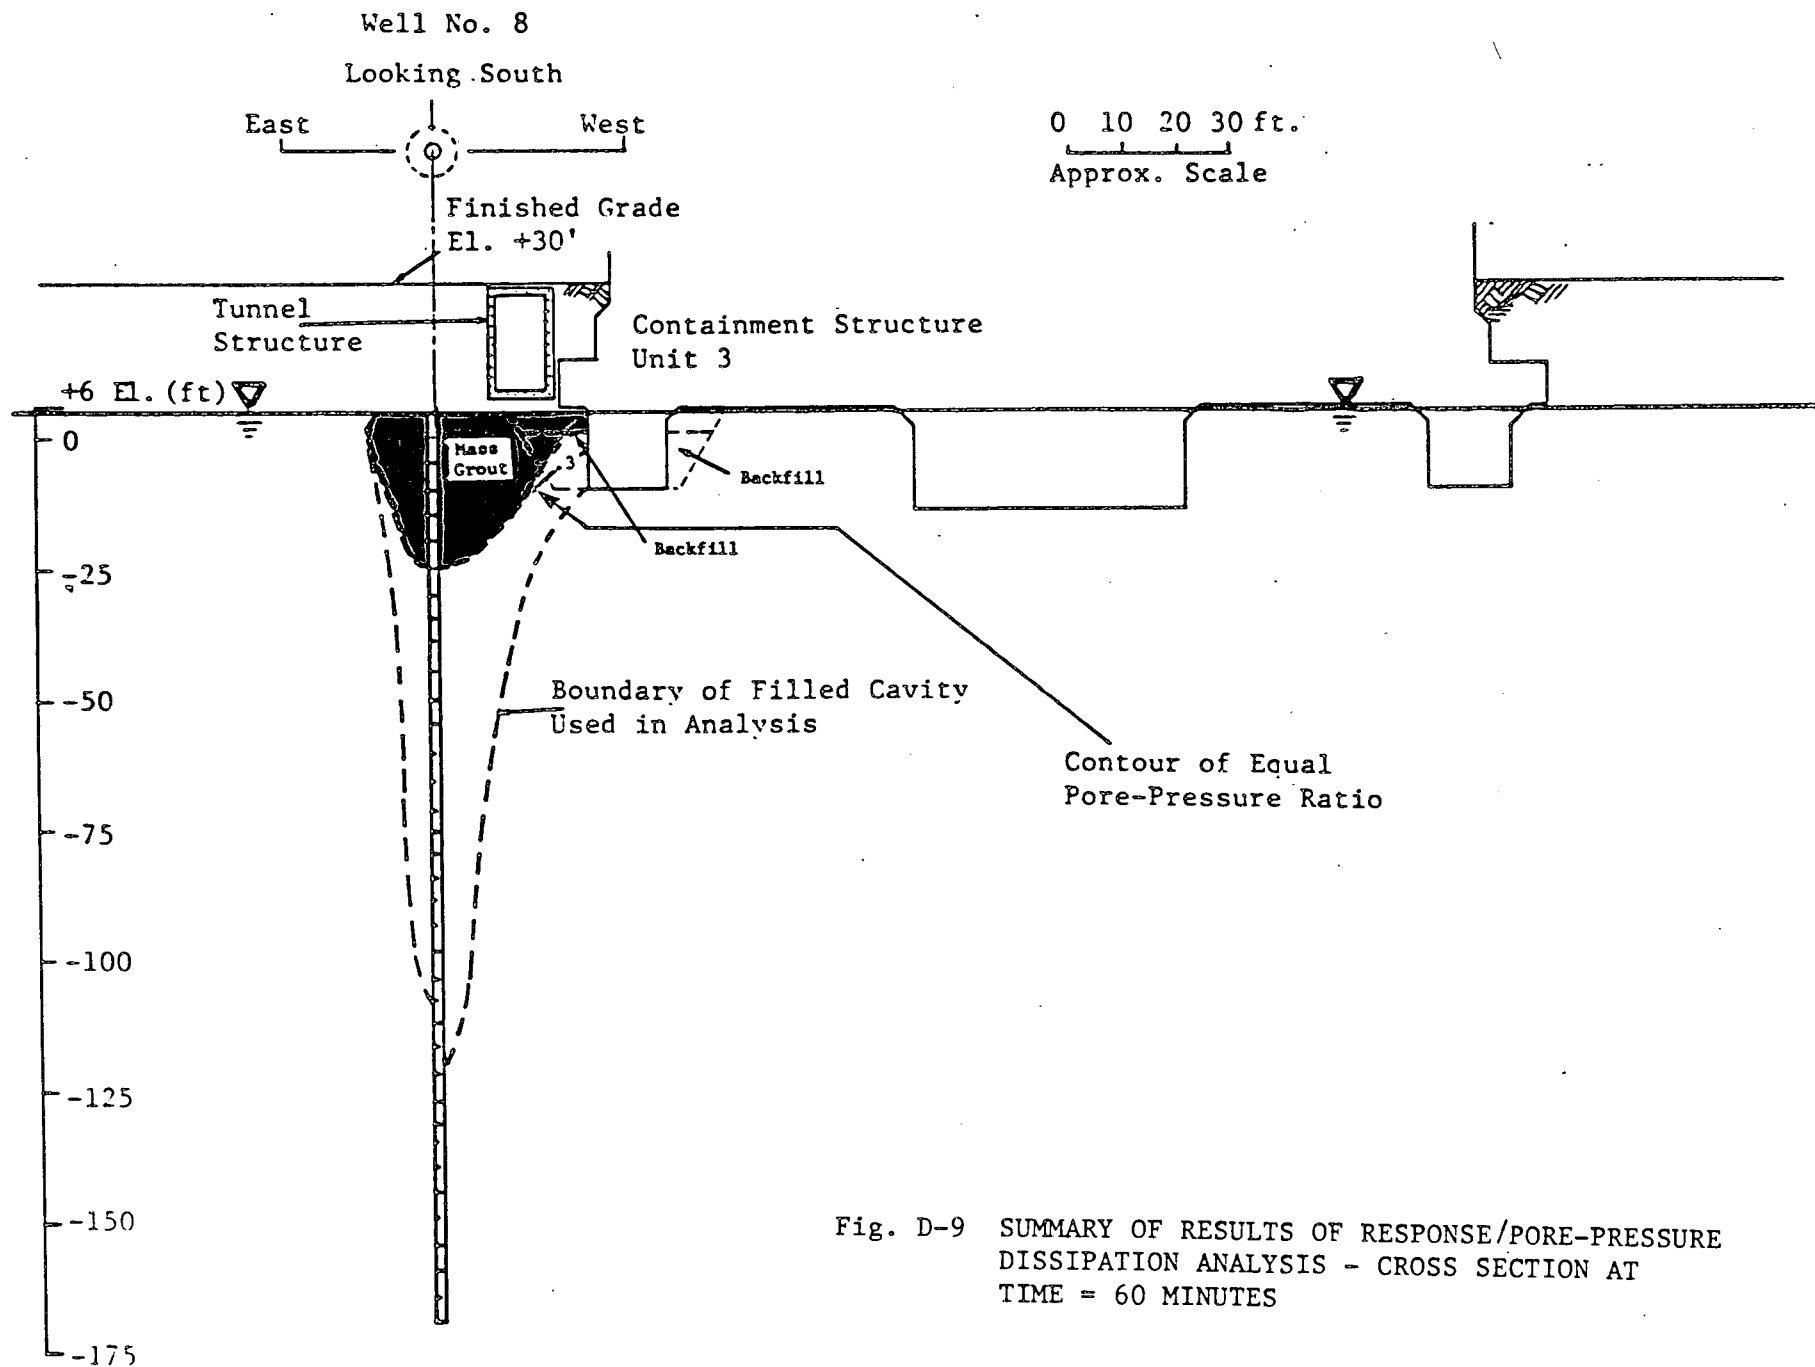 Well No. 8
Looking South
East
West
0 10 20 30 ft.
Approx. Scale
Finished Grade
El. +30'
Tunnel
Structure
Containment Structure
Unit 3
+6 El. (ft)
0
Mass
Grout
.3
Backfill
Backfill
-25
-50
Boundary of Filled Cavity
Used in Analysis
Contour of Equal
Pore-Pressure Ratio
-75
-100
-125
-150
-175
Fig. D-9 SUMMARY OF RESULTS OF RESPONSE/PORE-PRESSURE
DISSIPATION ANALYSIS - CROSS SECTION AT
TIME = 60 MINUTES